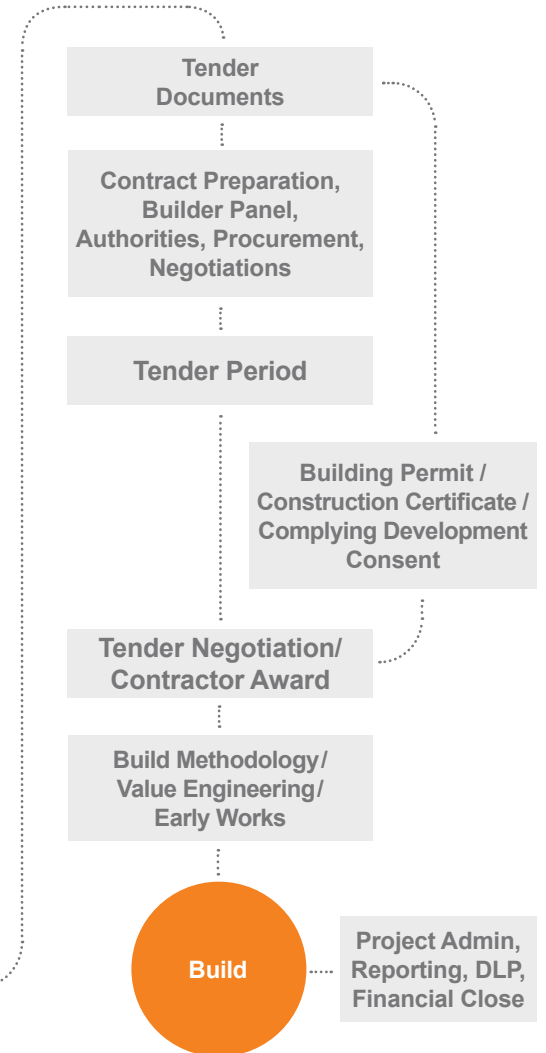 Tender
Documents
Contract Preparation,
Builder Panel,
Authorities, Procurement,
Negotiations
Tender Period
Building Permit /
Construction Certificate /
Complying Development
Consent
Tender Negotiation/
Contractor Award
Build Methodology/
Value Engineering/
Early Works
Build
Project Admin,
Reporting, DLP,
Financial Close